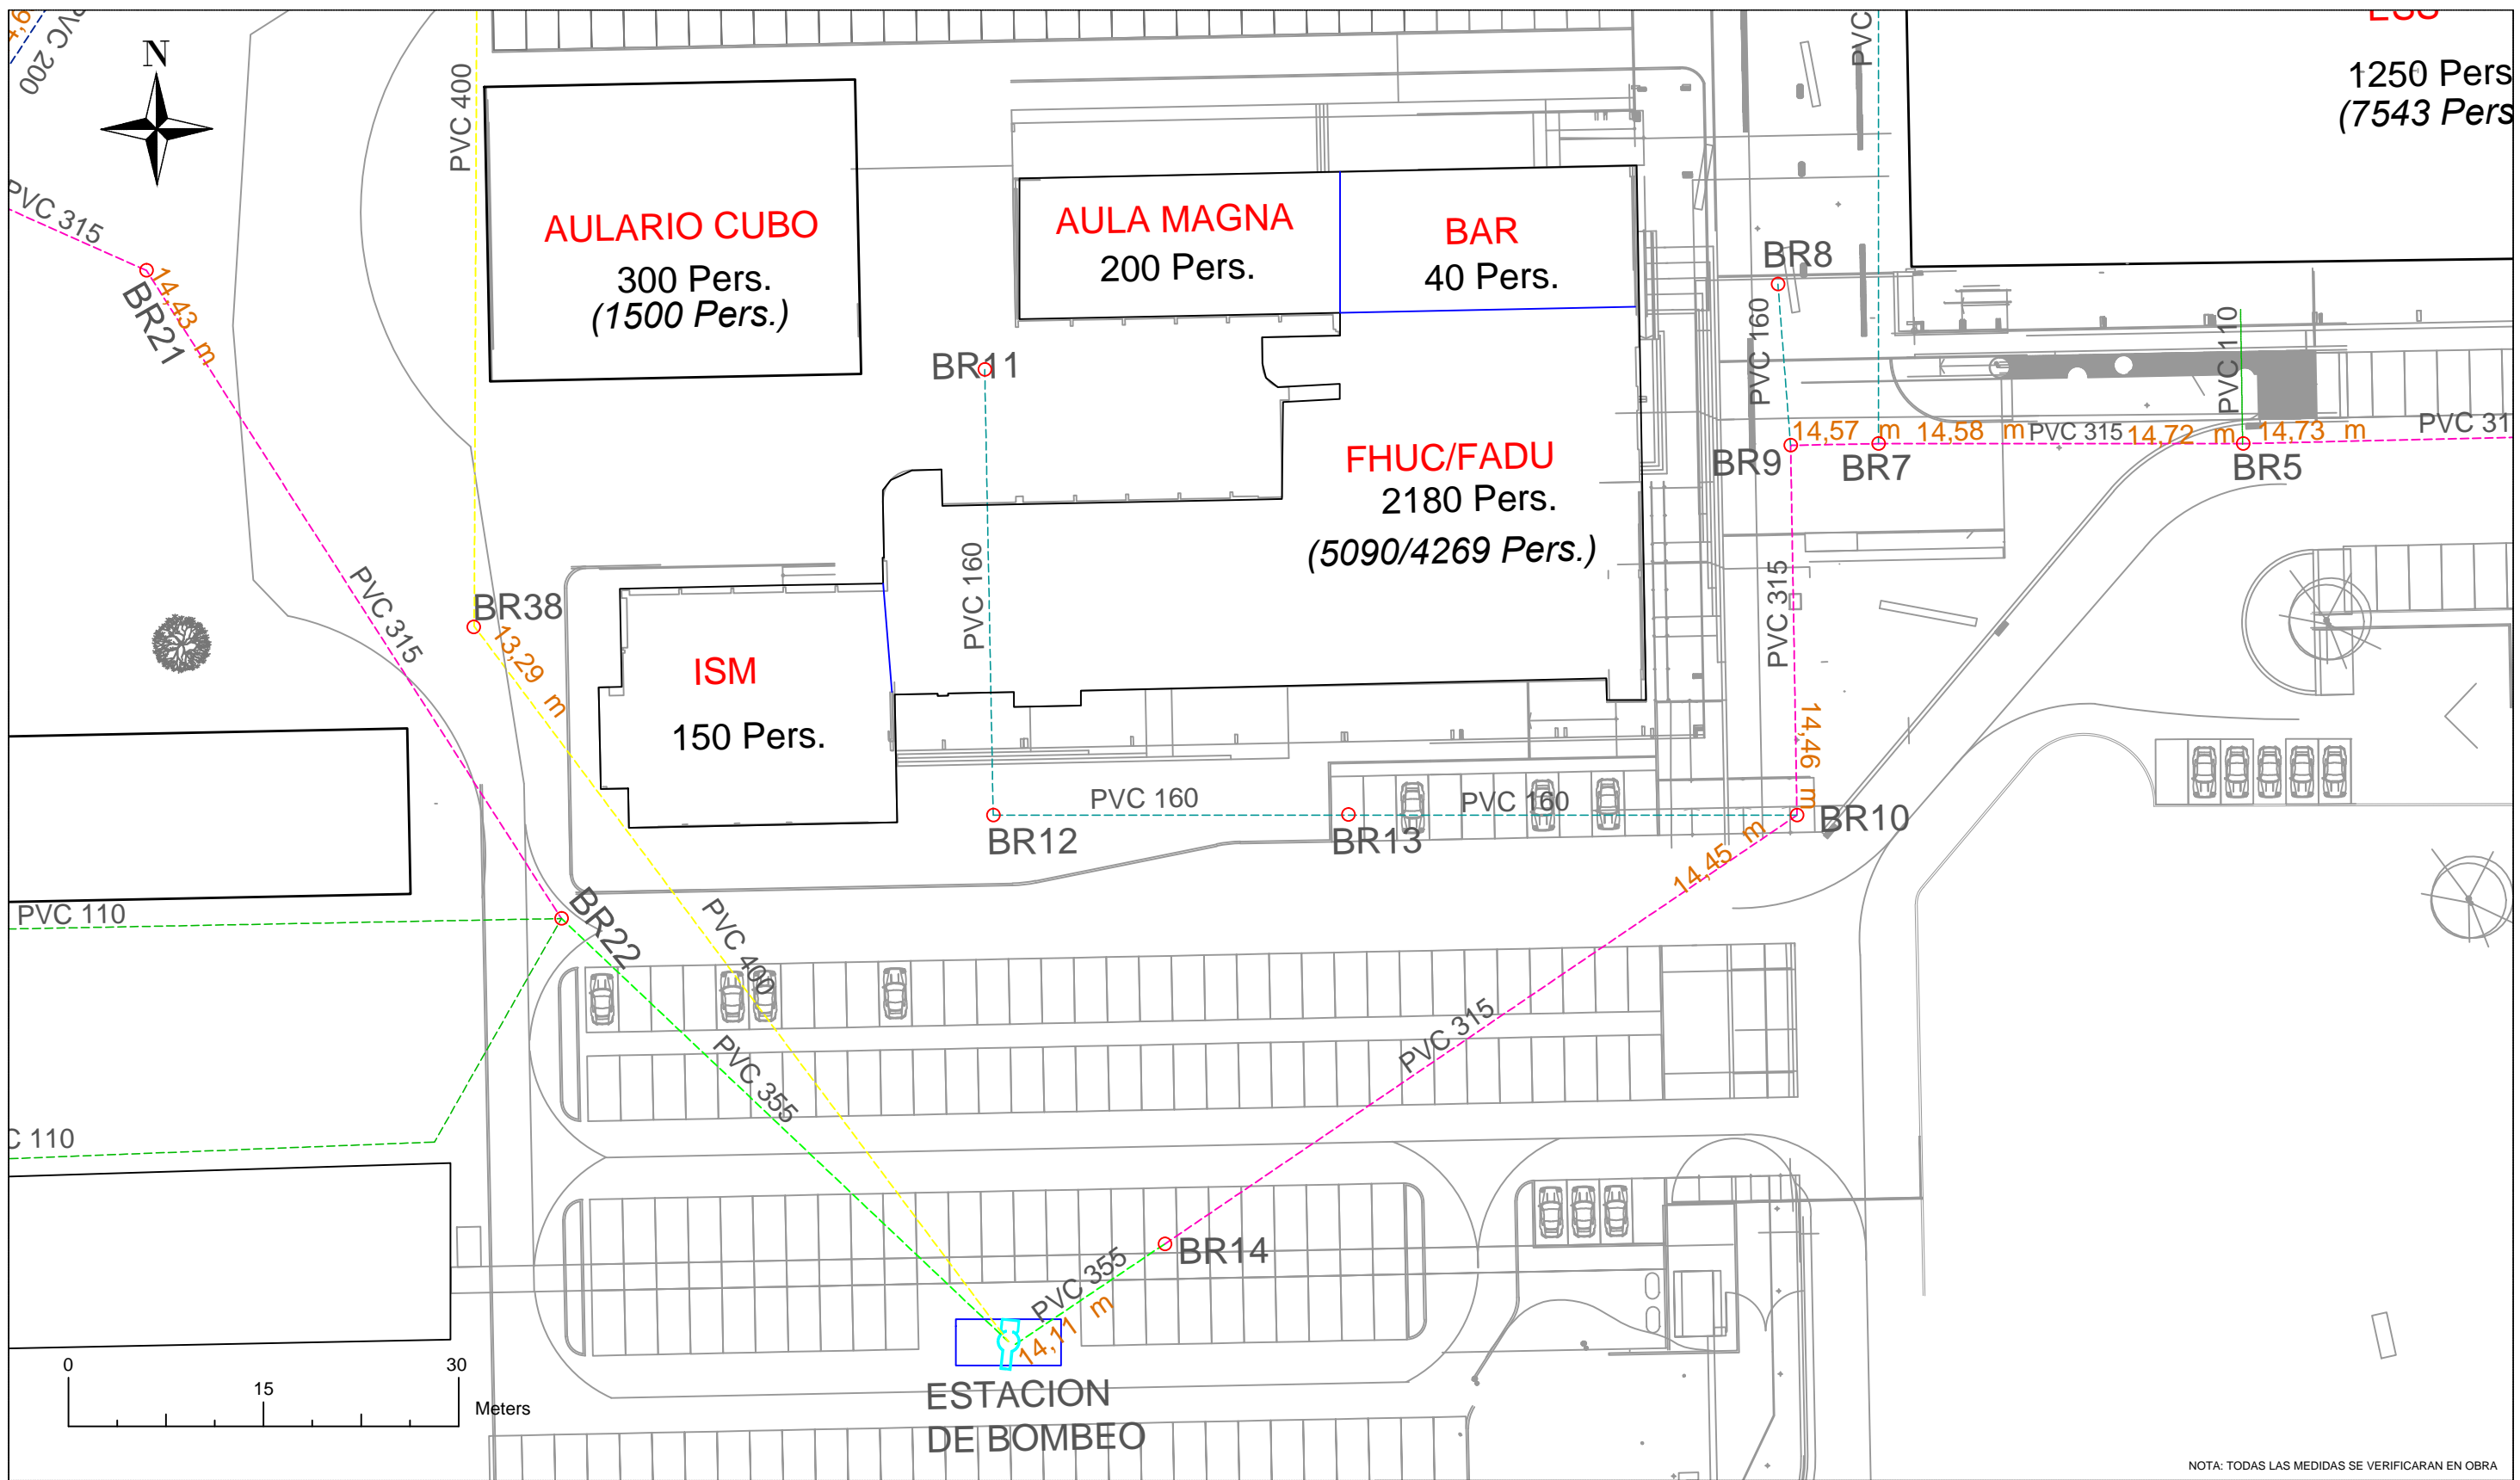 PVC 200
N
PVC 400
PVC
1250 Pers
(7543 Pers
PVC 315
AULARIO CUBO
300 Pers.
(1500 Pers.)
AULA MAGNA
200 Pers.
BAR
40 Pers.
BR8
14,43 m
BR21
BR11
PVC 160
PVC 110
FHUC/FADU
2180 Pers.
(5090/4269 Pers.)
14,57 m
14,58 m
PVC 315
14,72 m
14,73 m
PVC 31
BR9
BR7
BR5
PVC 315
PVC 160
PVC 315
BR38
13,29 m
ISM
150 Pers.
14,46 m
PVC 160
PVC 160
BR12
BR13
BR10
14,45 m
PVC 110
BR22
PVC 400
PVC 315
PVC 355
C 110
BR14
PVC 355
14,11 m
ESTACION
DE BOMBEO
0
15
30
Meters
NOTA: TODAS LAS MEDIDAS SE VERIFICARAN EN OBRA